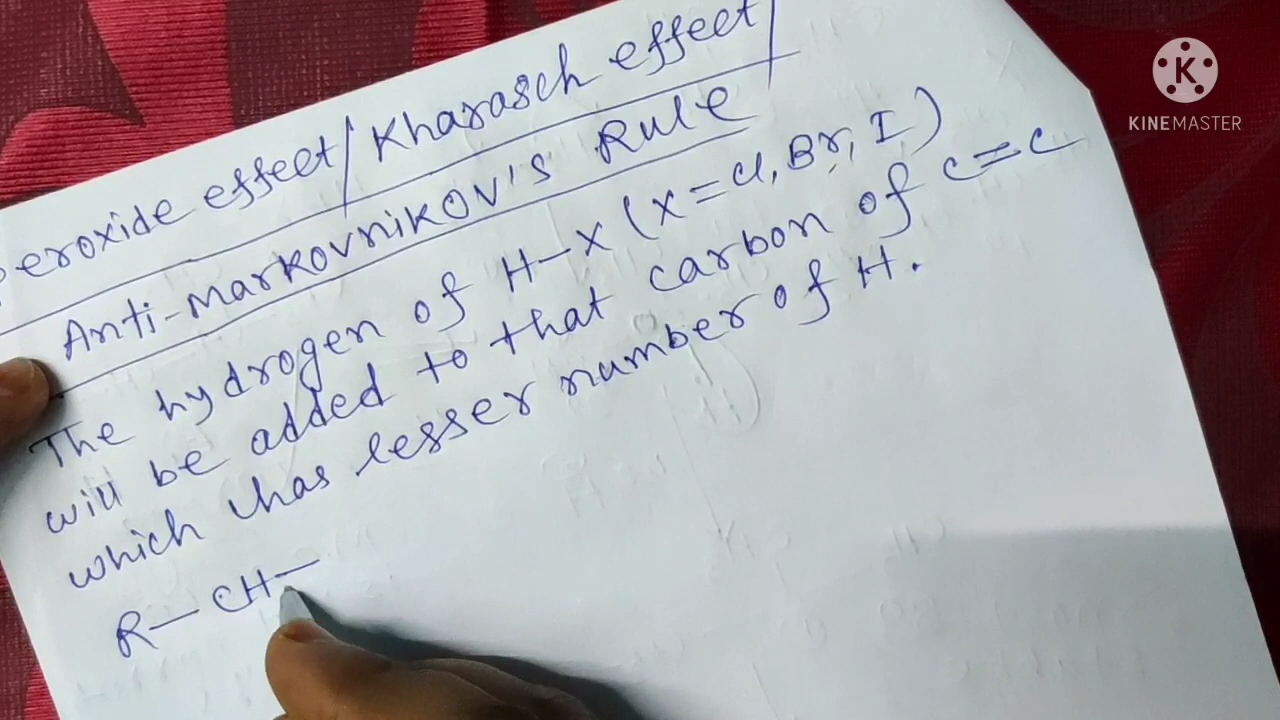 peroxide effect/Kharasch effect/
Anti-Markovnikov's Rule
The hydrogen of H-X (X=Cl, Br, I)
will be added to that carbon of C=C
which has lesser number of H.
R-CH-
KINEMASTER